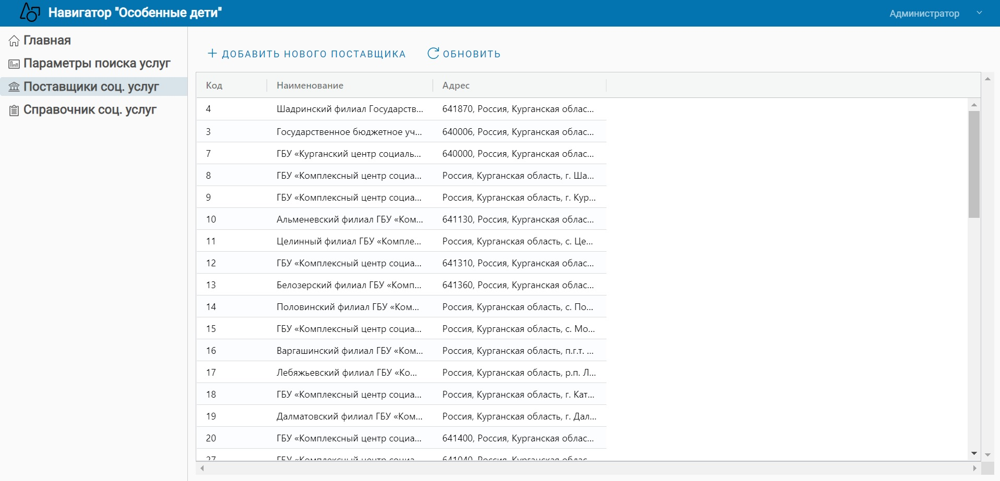 Навигатор "Особенные дети"
Администратор
Главная
Параметры поиска услуг
Поставщики соц. услуг
Справочник соц. услуг
ДОБАВИТЬ НОВОГО ПОСТАВЩИКА ОБНОВИТЬ
Код Наименование Адрес
4 Шадринский филиал Государств... 641870, Россия, Курганская облас...
3 Государственное бюджетное уч... 640006, Россия, Курганская облас...
7 ГБУ «Курганский центр социаль... 640000, Россия, Курганская облас...
8 ГБУ «Комплексный центр социа... Россия, Курганская область, г. Ша...
9 ГБУ «Комплексный центр социа... Россия, Курганская область, г. Кур...
10 Альменевский филиал ГБУ «Ком... 641130, Россия, Курганская облас...
11 Целинный филиал ГБУ «Компле... Россия, Курганская область, с. Це...
12 ГБУ «Комплексный центр социа... 641310, Россия, Курганская облас...
13 Белозерский филиал ГБУ «Комп... 641360, Россия, Курганская облас...
14 Половинский филиал ГБУ «Ком... Россия, Курганская область, с. По...
15 ГБУ «Комплексный центр социа... Россия, Курганская область, с. Мо...
16 Варгашинский филиал ГБУ «Ком... Россия, Курганская область, п.г.т. ...
17 Лебяжьевский филиал ГБУ «Ко... Россия, Курганская область, р.п. Л...
18 ГБУ «Комплексный центр социа... Россия, Курганская область, г. Кат...
19 Далматовский филиал ГБУ «Ком... Россия, Курганская область, г. Дал...
20 ГБУ «Комплексный центр социа... 641400, Россия, Курганская облас...
27 ГБУ «Комплексный центр социа... 641040, Россия, Курганская облас...